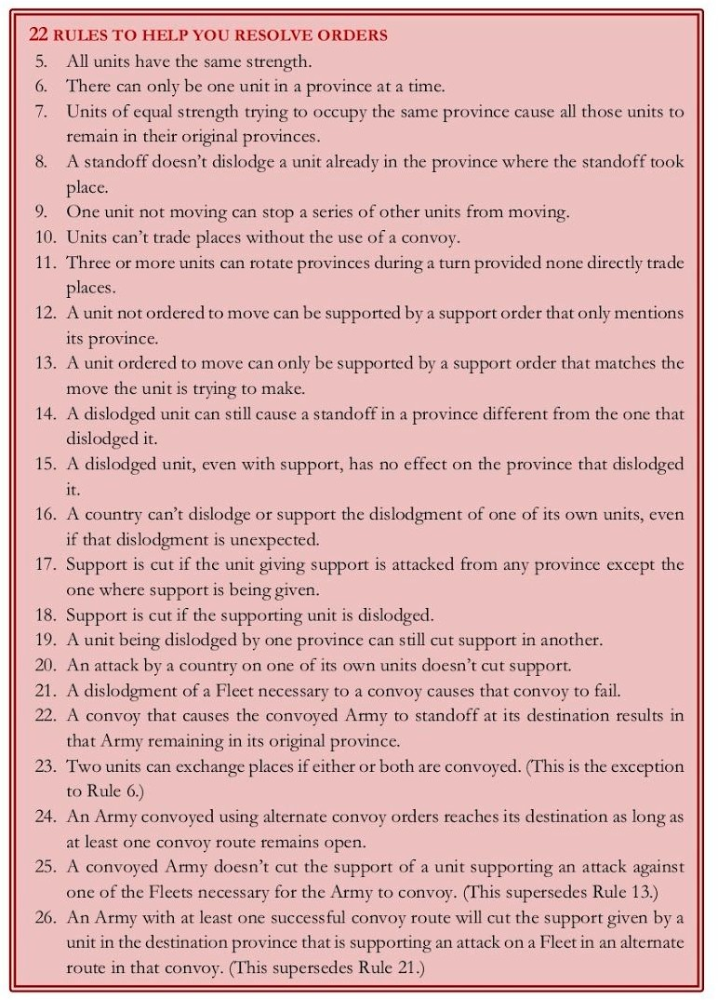 22 RULES TO HELP YOU RESOLVE ORDERS
5. All units have the same strength.
6. There can only be one unit in a province at a time.
7. Units of equal strength trying to occupy the same province cause all those units to
remain in their original provinces.
8. A standoff doesn't dislodge a unit already in the province where the standoff took
place.
9. One unit not moving can stop a series of other units from moving.
10. Units can't trade places without the use of a convoy.
11. Three or more units can rotate provinces during a turn provided none directly trade
places.
12. A unit not ordered to move can be supported by a support order that only mentions
its province.
13. A unit ordered to move can only be supported by a support order that matches the
move the unit is trying to make.
14. A dislodged unit can still cause a standoff in a province different from the one that
dislodged it.
15. A dislodged unit, even with support, has no effect on the province that dislodged
it.
16. A country can't dislodge or support the dislodgment of one of its own units, even
if that dislodgment is unexpected.
17. Support is cut if the unit giving support is attacked from any province except the
one where support is being given.
18. Support is cut if the supporting unit is dislodged.
19. A unit being dislodged by one province can still cut support in another.
20. An attack by a country on one of its own units doesn't cut support.
21. A dislodgment of a Fleet necessary to a convoy causes that convoy to fail.
22. A convoy that causes the convoyed Army to standoff at its destination results in
that Army remaining in its original province.
23. Two units can exchange places if either or both are convoyed. (This is the exception
to Rule 6.)
24. An Army convoyed using alternate convoy orders reaches its destination as long as
at least one convoy route remains open.
25. A convoyed Army doesn't cut the support of a unit supporting an attack against
one of the Fleets necessary for the Army to convoy. (This supersedes Rule 13.)
26. An Army with at least one successful convoy route will cut the support given by a
unit in the destination province that is supporting an attack on a Fleet in an alternate
route in that convoy. (This supersedes Rule 21.)